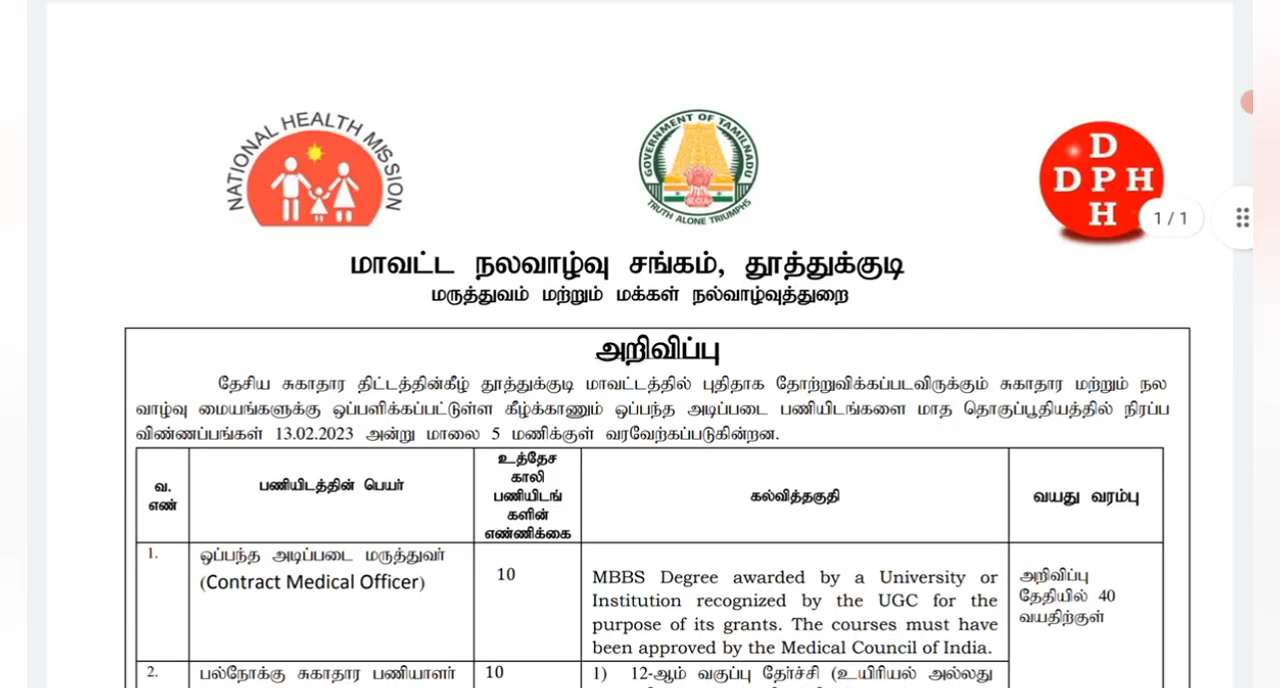 NATIONAL HEALTH MISSION
GOVERNMENT OF TAMILNADU
TRUTH ALONE TRIUMPHS
D
DPH
H
1/1
மாவட்ட நலவாழ்வு சங்கம், தூத்துக்குடி
மருத்துவம் மற்றும் மக்கள் நல்வாழ்வுத்துறை
அறிவிப்பு
தேசிய சுகாதார திட்டத்தின்கீழ் தூத்துக்குடி மாவட்டத்தில் புதிதாக தோற்றுவிக்கப்படவிருக்கும் சுகாதார மற்றும் நல
வாழ்வு மையங்களுக்கு ஒப்பளிக்கப்பட்டுள்ள கீழ்க்காணும் ஒப்பந்த அடிப்படை பணியிடங்களை மாத தொகுப்பூதியத்தில் நிரப்ப
விண்ணப்பங்கள் 13.02.2023 அன்று மாலை 5 மணிக்குள் வரவேற்கப்படுகின்றன.
வ.
எண்
பணியிடத்தின் பெயர்
உத்தேச
காலி
பணியிடங்
களின்
எண்ணிக்கை
கல்வித்தகுதி
வயது வரம்பு
1.
ஒப்பந்த அடிப்படை மருத்துவர்
(Contract Medical Officer)
10
MBBS Degree awarded by a University or
Institution recognized by the UGC for the
purpose of its grants. The courses must have
been approved by the Medical Council of India.
அறிவிப்பு
தேதியில் 40
வயதிற்குள்
2.
பல்நோக்கு சுகாதார பணியாளர்
10
1) 12-ஆம் வகுப்பு தேர்ச்சி (உயிரியல் அல்லது